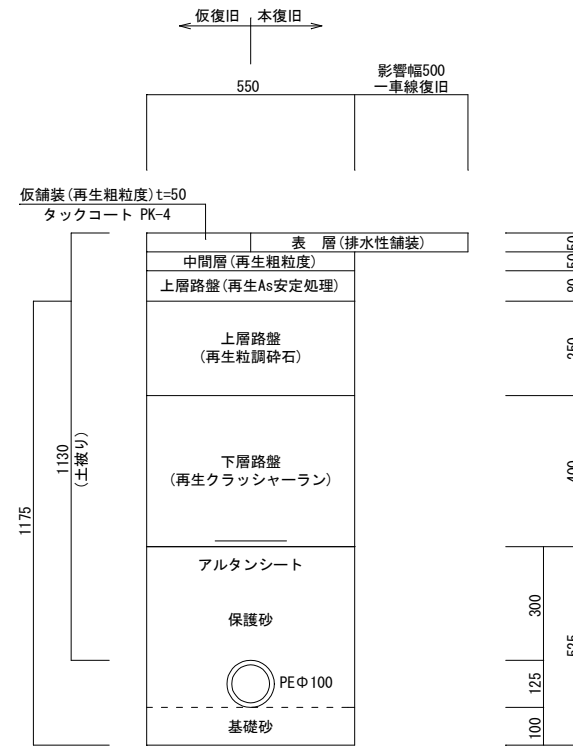 仮復旧 本復旧
影響幅500
550 一車線復旧
仮舗装(再生粗粒度)t=50
タックコート PK-4
表 層(排水性舗装)
中間層(再生粗粒度)
上層路盤(再生As安定処理)
上層路盤
(再生粒調砕石)
下層路盤
(再生クラッシャーラン)
アルタンシート
保護砂
PEΦ100
基礎砂
1130
(土被り)
1175
50
50
80
250
400
300
125
100
525